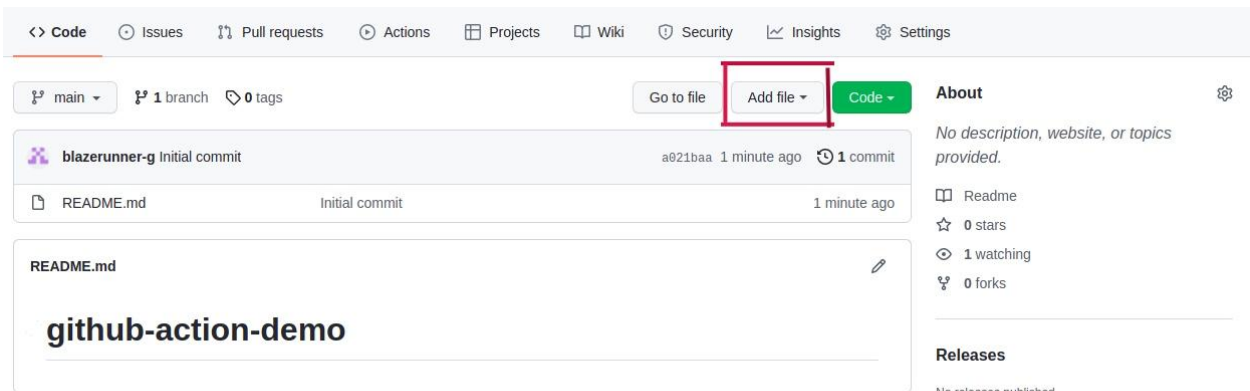 Code Issues Pull requests Actions Projects Wiki Security Insights Settings
main 1 branch 0 tags Go to file Add file Code
blazerunner-g Initial commit a021baa 1 minute ago 1 commit
README.md Initial commit 1 minute ago
README.md
github-action-demo
About
No description, website, or topics
provided.
Readme
0 stars
1 watching
0 forks
Releases
No releases published